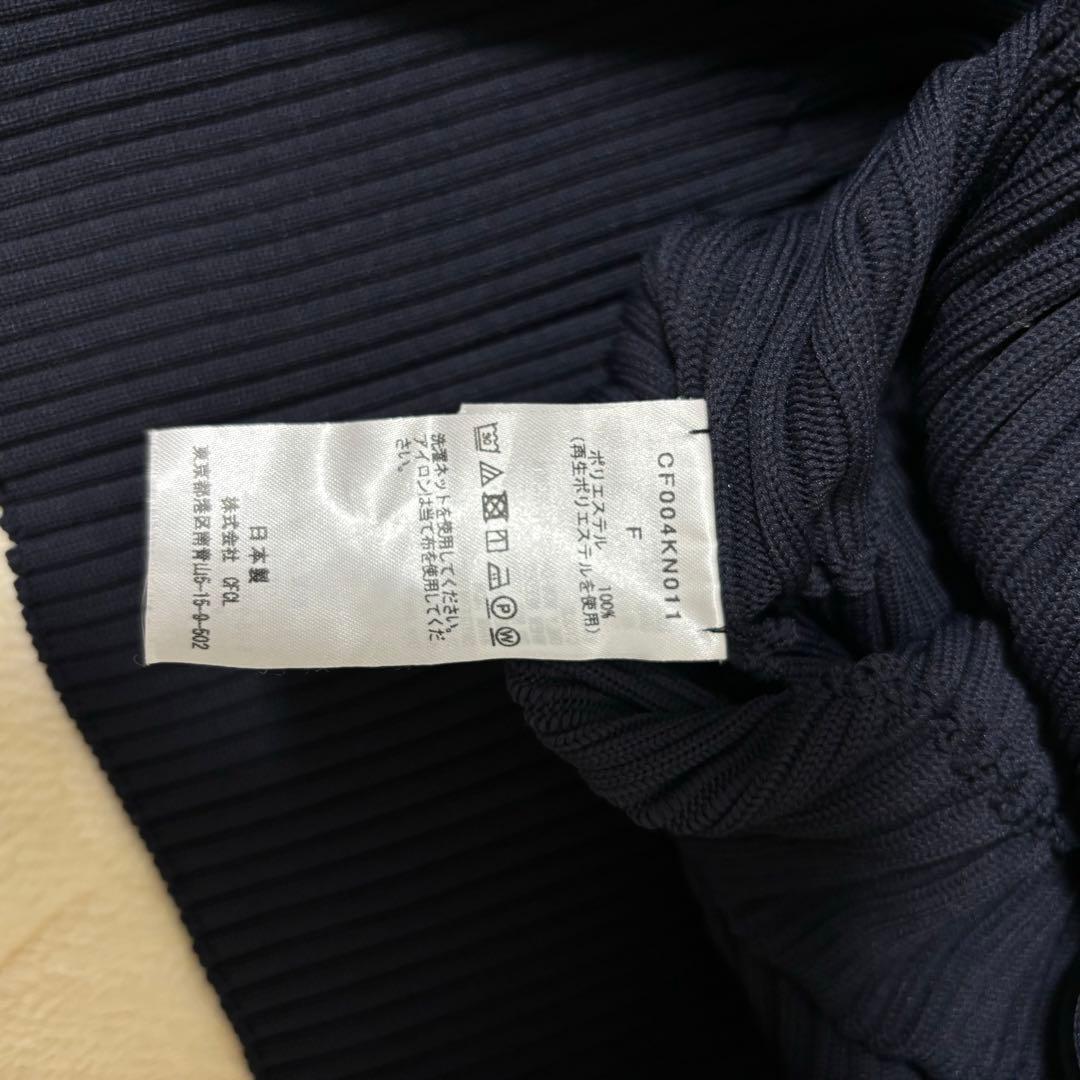 CF004KN011
F
ポリエステル 100%
(再生ポリエステルを使用)
30
P
W
洗濯ネットを使用してください。
アイロンは当て布を使用してくだ
さい。
日本製
株式会社 CFCL
東京都港区南青山5-15-9-502